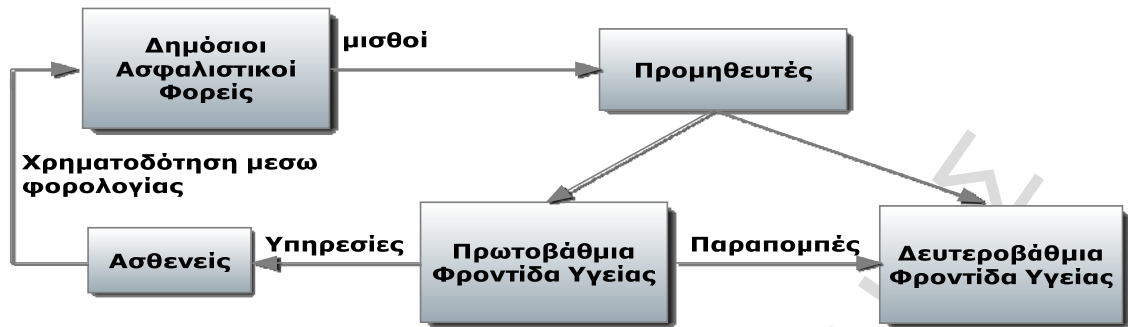 Δημόσιοι
Ασφαλιστικοί
Φορείς
μισθοί
Προμηθευτές
Χρηματοδότηση μεσω
φορολογίας
Ασθενείς
Υπηρεσίες
Πρωτοβάθμια
Φροντίδα Υγείας
Παραπομπές
Δευτεροβάθμια
Φροντίδα Υγείας